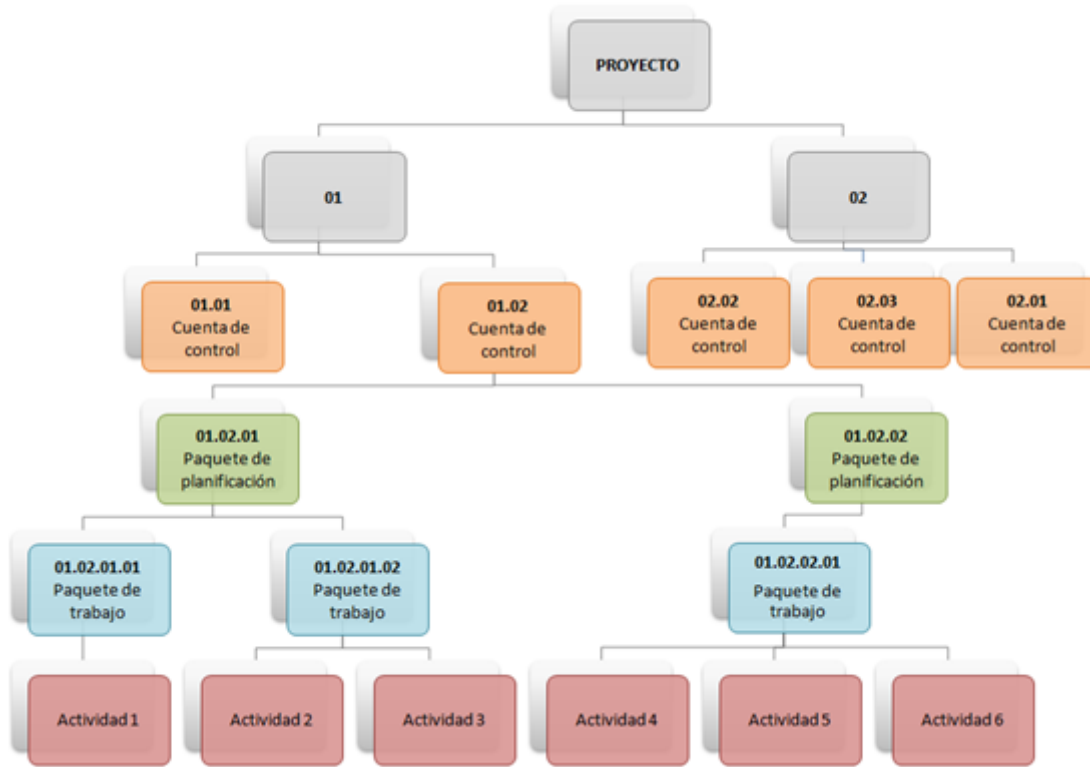 PROYECTO
01
02
01.01
Cuenta de
control
01.02
Cuenta de
control
02.02
Cuenta de
control
02.03
Cuenta de
control
02.01
Cuenta de
control
01.02.01
Paquete de
planificación
01.02.02
Paquete de
planificación
01.02.01.01
Paquete de
trabajo
01.02.01.02
Paquete de
trabajo
01.02.02.01
Paquete de
trabajo
Actividad 1
Actividad 2
Actividad 3
Actividad 4
Actividad 5
Actividad 6